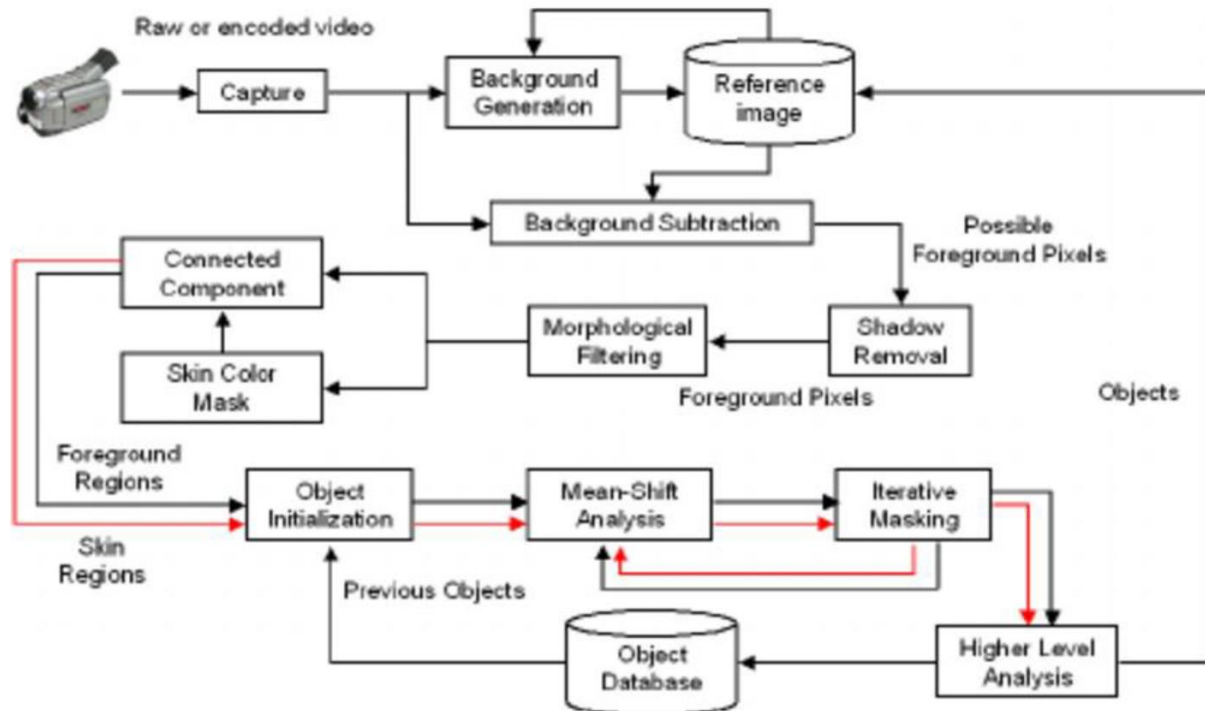 Raw or encoded video
Capture
Background
Generation
Reference
image
Background Subtraction
Possible
Foreground Pixels
Connected
Component
Morphological
Filtering
Shadow
Removal
Skin Color
Mask
Foreground Pixels
Objects
Foreground
Regions
Object
Initialization
Mean-Shift
Analysis
Iterative
Masking
Skin
Regions
Previous Objects
Object
Database
Higher Level
Analysis